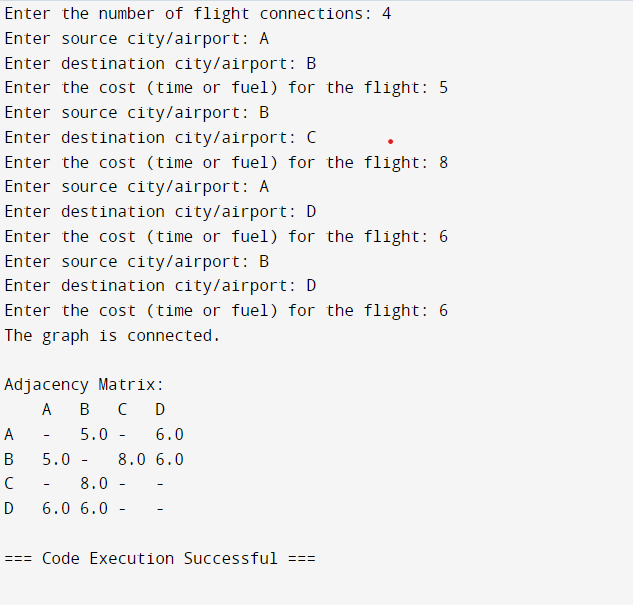 Enter the number of flight connections: 4
Enter source city/airport: A
Enter destination city/airport: B
Enter the cost (time or fuel) for the flight: 5
Enter source city/airport: B
Enter destination city/airport: C
Enter the cost (time or fuel) for the flight: 8
Enter source city/airport: A
Enter destination city/airport: D
Enter the cost (time or fuel) for the flight: 6
Enter source city/airport: B
Enter destination city/airport: D
Enter the cost (time or fuel) for the flight: 6
The graph is connected.

Adjacency Matrix:
    A   B   C   D
A   -   5.0 -   6.0
B   5.0 -   8.0 6.0
C   -   8.0 -   -
D   6.0 6.0 -   -

=== Code Execution Successful ===